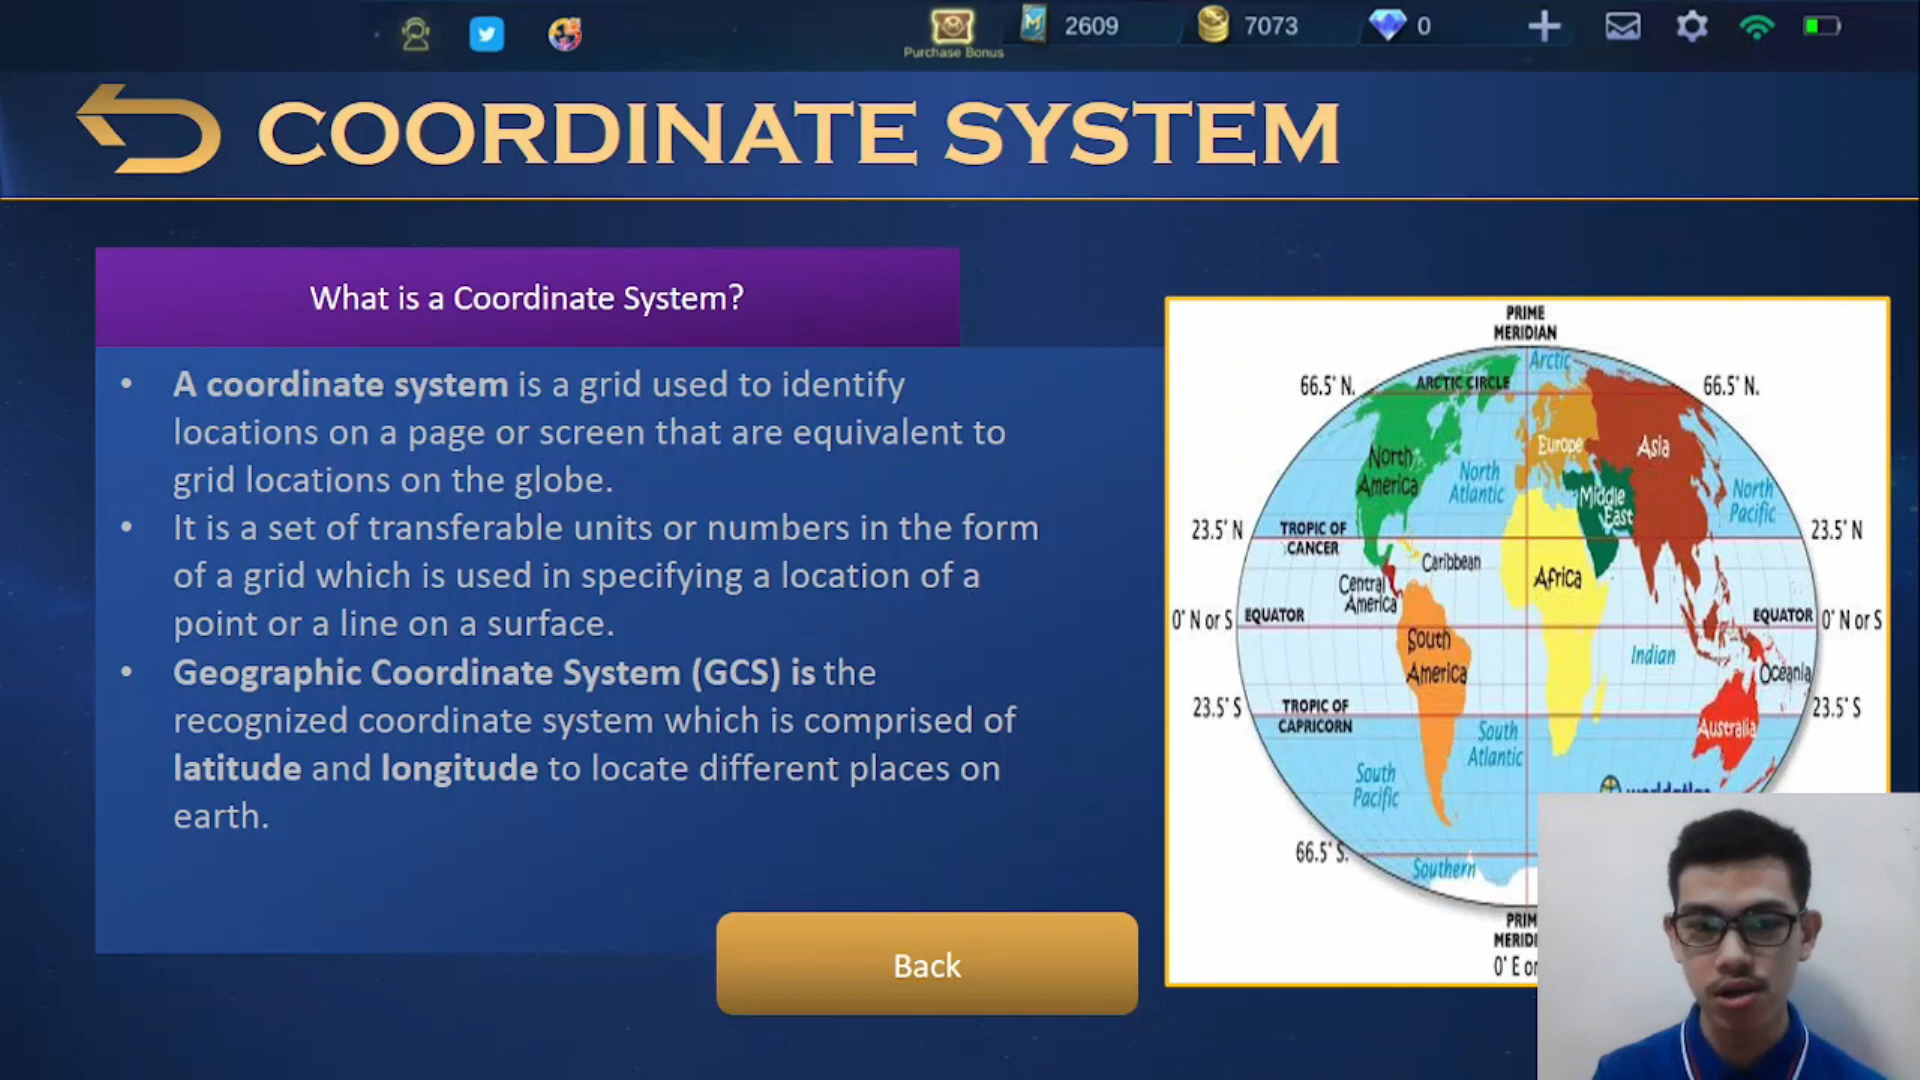 2609
7073
0
Purchase Bonus
COORDINATE SYSTEM
What is a Coordinate System?
• A coordinate system is a grid used to identify
locations on a page or screen that are equivalent to
grid locations on the globe.
• It is a set of transferable units or numbers in the form
of a grid which is used in specifying a location of a
point or a line on a surface.
• Geographic Coordinate System (GCS) is the
recognized coordinate system which is comprised of
latitude and longitude to locate different places on
earth.
Back
PRIME
MERIDIAN
Arctic
66.5° N.
ARCTIC CIRCLE
66.5° N.
North
America
North
Atlantic
Europe
Asia
Middle
East
North
Pacific
23.5° N
TROPIC OF
CANCER
23.5° N
Caribbean
Central
America
Africa
0° N or S
EQUATOR
EQUATOR
0° N or S
South
America
Indian
Oceania
23.5° S
TROPIC OF
CAPRICORN
23.5° S
South
Atlantic
Australia
South
Pacific
66.5° S.
Southern
PRIM
MERIDI
0° E or